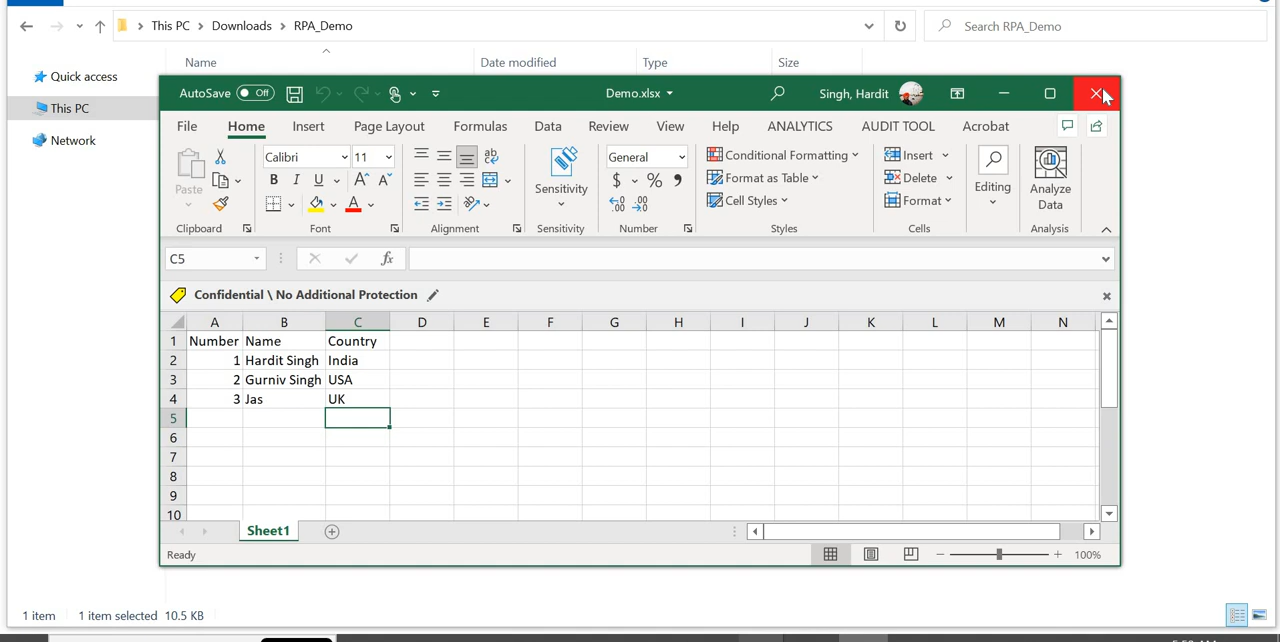 This PC > Downloads > RPA_Demo
Search RPA_Demo
Name Date modified Type Size
Quick access
This PC
Network
AutoSave Off Demo.xlsx Singh, Hardit
File Home Insert Page Layout Formulas Data Review View Help ANALYTICS AUDIT TOOL Acrobat
Paste
Calibri 11
B I U A A
A
ab
General
$ % ,
Sensitivity
Conditional Formatting
Format as Table
Cell Styles
Insert
Delete
Format
Editing
Analyze Data
Clipboard Font Alignment Sensitivity Number Styles Cells Analysis
C5 fx
Confidential \ No Additional Protection
A B C D E F G H I J K L M N
1 Number Name Country
2 1 Hardit Singh India
3 2 Gurniv Singh USA
4 3 Jas UK
5
6
7
8
9
10
Sheet1
Ready 100%
1 item 1 item selected 10.5 KB